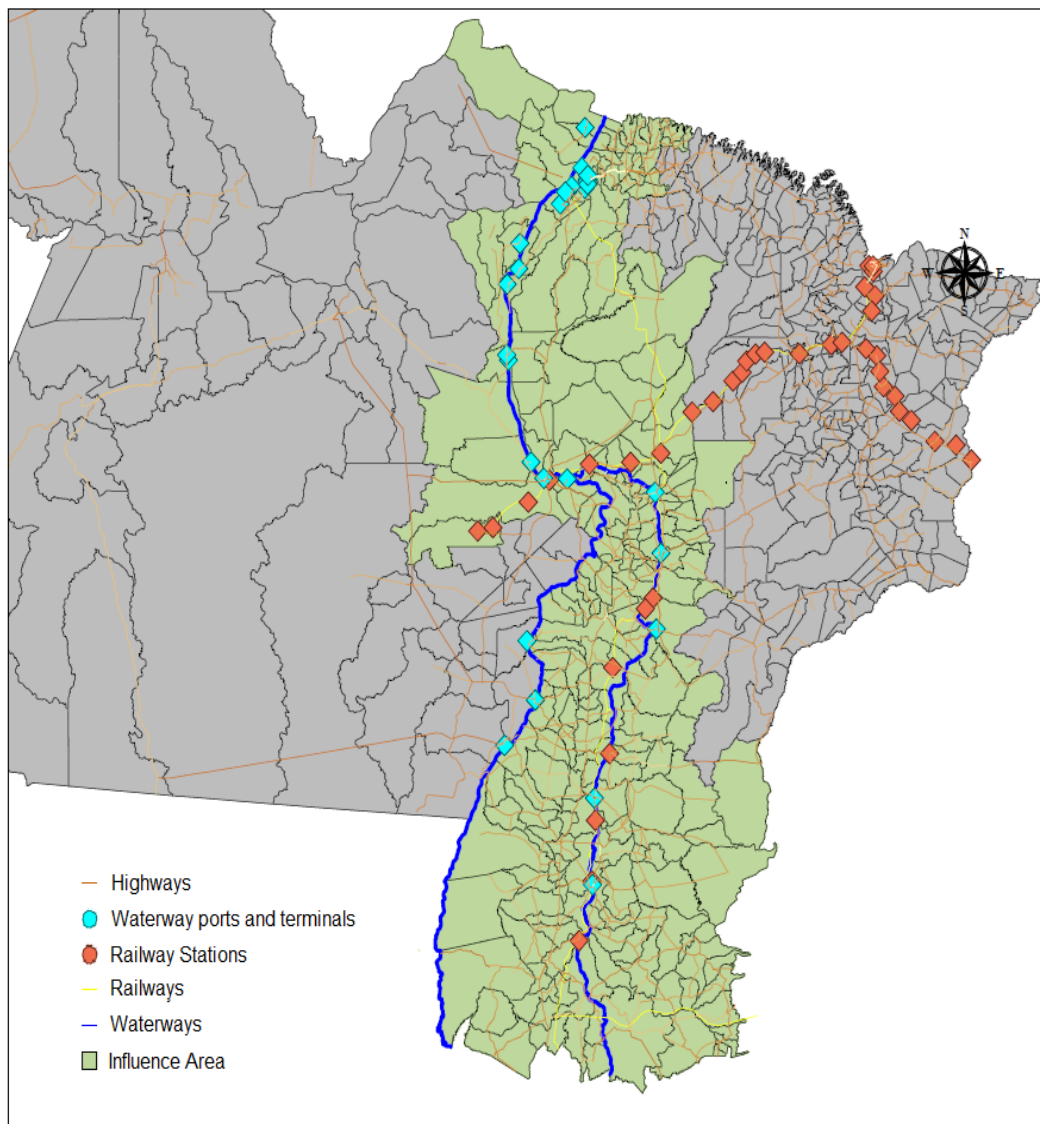 N
W
E
S
Highways
Waterway ports and terminals
Railway Stations
Railways
Waterways
Influence Area